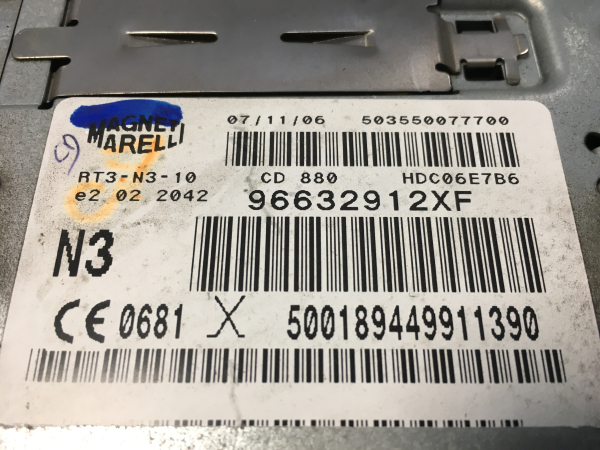 MAGNETI
MARELLI
07/11/06 503550077700
RT3-N3-10 CD 880 HDC06E7B6
e2 02 2042 96632912XF
N3
CE 0681 X 500189449911390